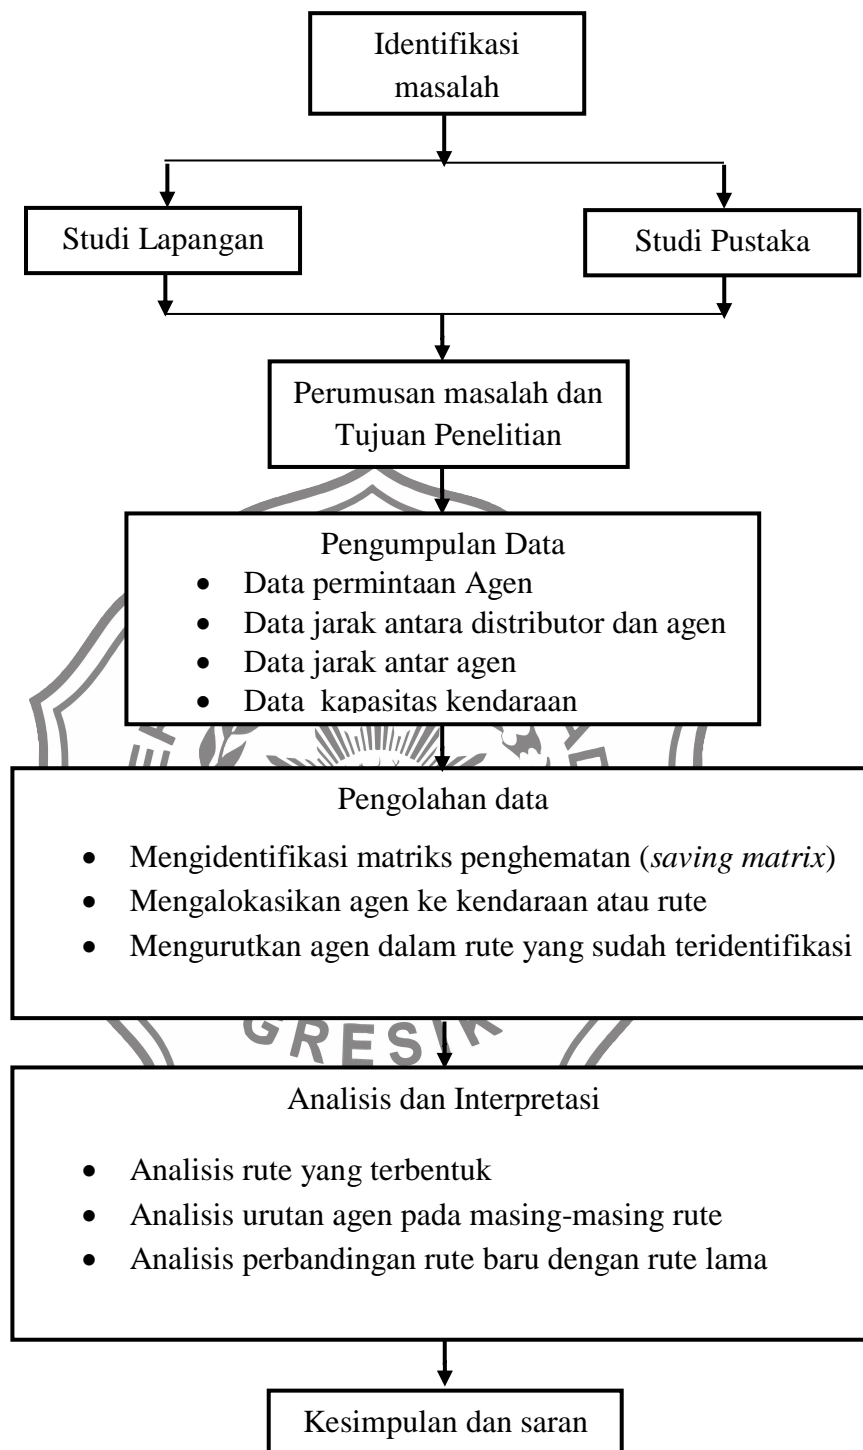 Identifikasi
masalah
Studi Lapangan
Studi Pustaka
Perumusan masalah dan
Tujuan Penelitian
Pengumpulan Data
• Data permintaan Agen
• Data jarak antara distributor dan agen
• Data jarak antar agen
• Data kapasitas kendaraan
Pengolahan data
• Mengidentifikasi matriks penghematan (saving matrix)
• Mengalokasikan agen ke kendaraan atau rute
• Mengurutkan agen dalam rute yang sudah teridentifikasi
GRESIK
Analisis dan Interpretasi
• Analisis rute yang terbentuk
• Analisis urutan agen pada masing-masing rute
• Analisis perbandingan rute baru dengan rute lama
Kesimpulan dan saran